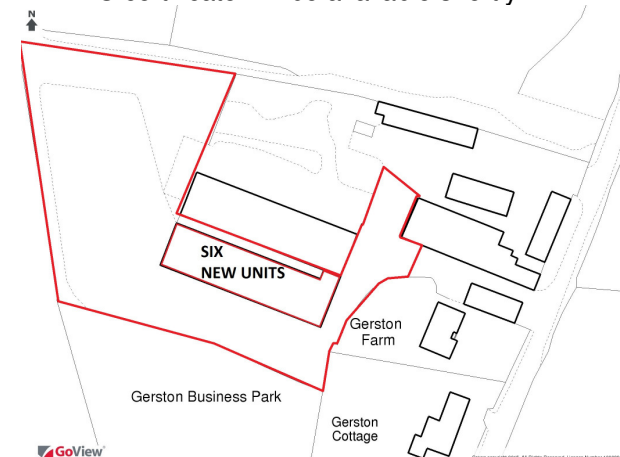 N
SIX
NEW UNITS
Gerston
Farm
Gerston Business Park
Gerston
Cottage
GoView